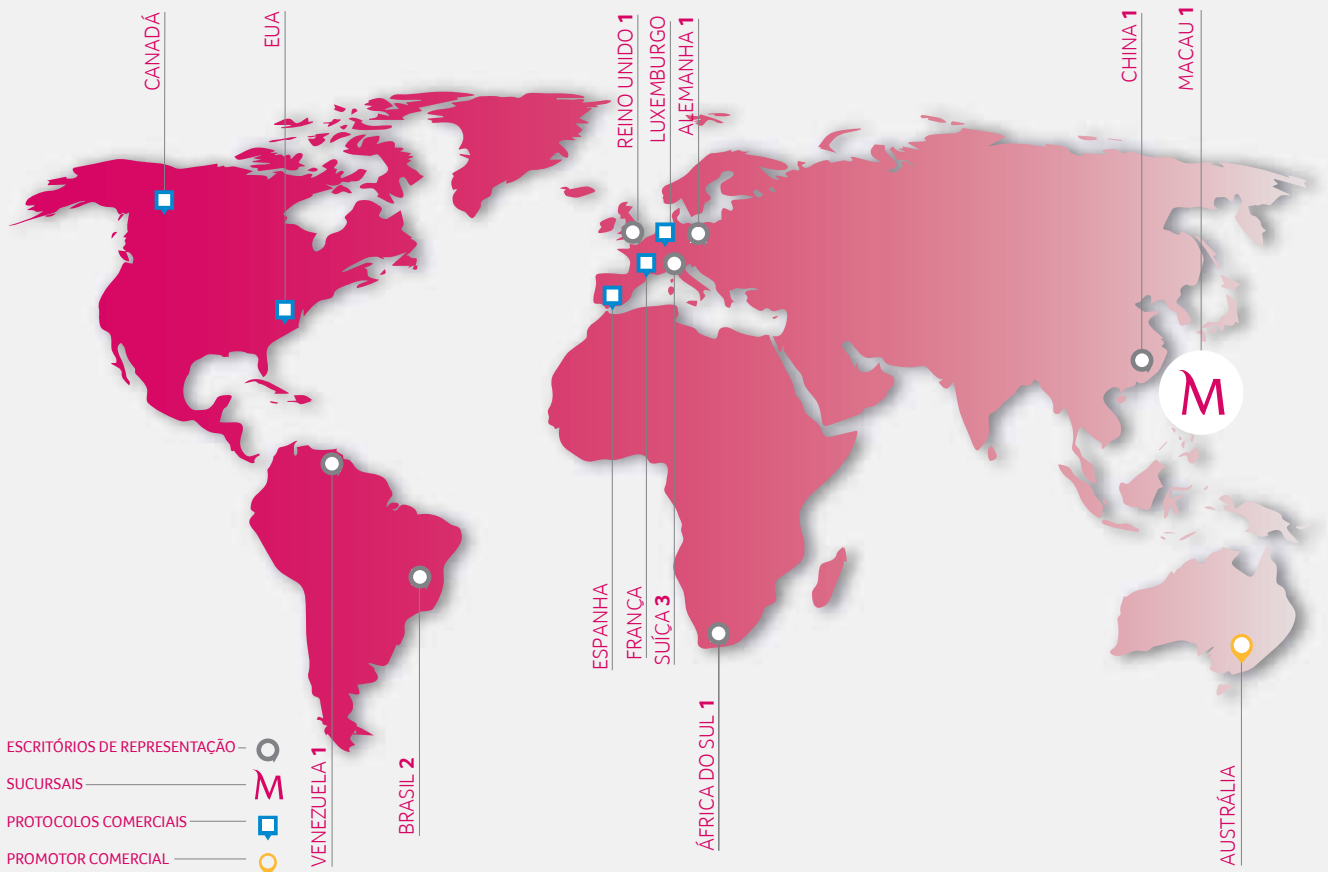 CANADÁ
EUA
REINO UNIDO 1
LUXEMBURGO
ALEMANHA 1
CHINA 1
MACAU 1
M
ESPANHA
FRANÇA
SUÍÇA 3
ÁFRICA DO SUL 1
VENEZUELA 1
BRASIL 2
AUSTRÁLIA
ESCRITÓRIOS DE REPRESENTAÇÃO
SUCURSAIS
M
PROTOCOLOS COMERCIAIS
PROMOTOR COMERCIAL